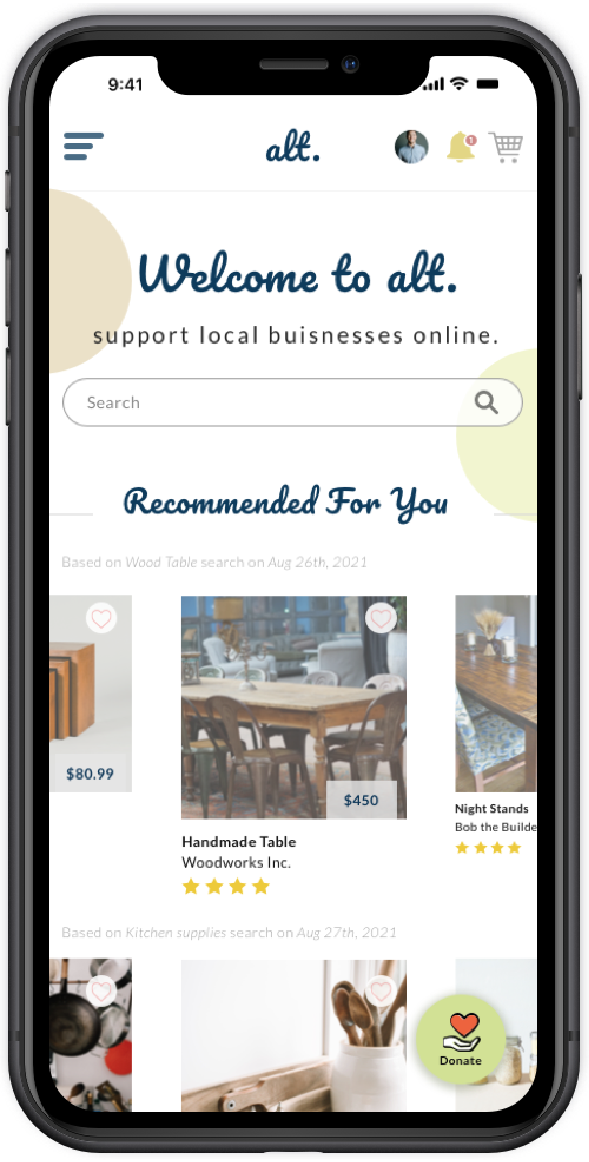 9:41
alt.
1
Welcome to alt.
support local buisnesses online.
Search
Recommended For You
Based on Wood Table search on Aug 26th, 2021
$80.99
$450
Handmade Table
Woodworks Inc.
Night Stands
Bob the Builde
Based on Kitchen supplies search on Aug 27th, 2021
Donate